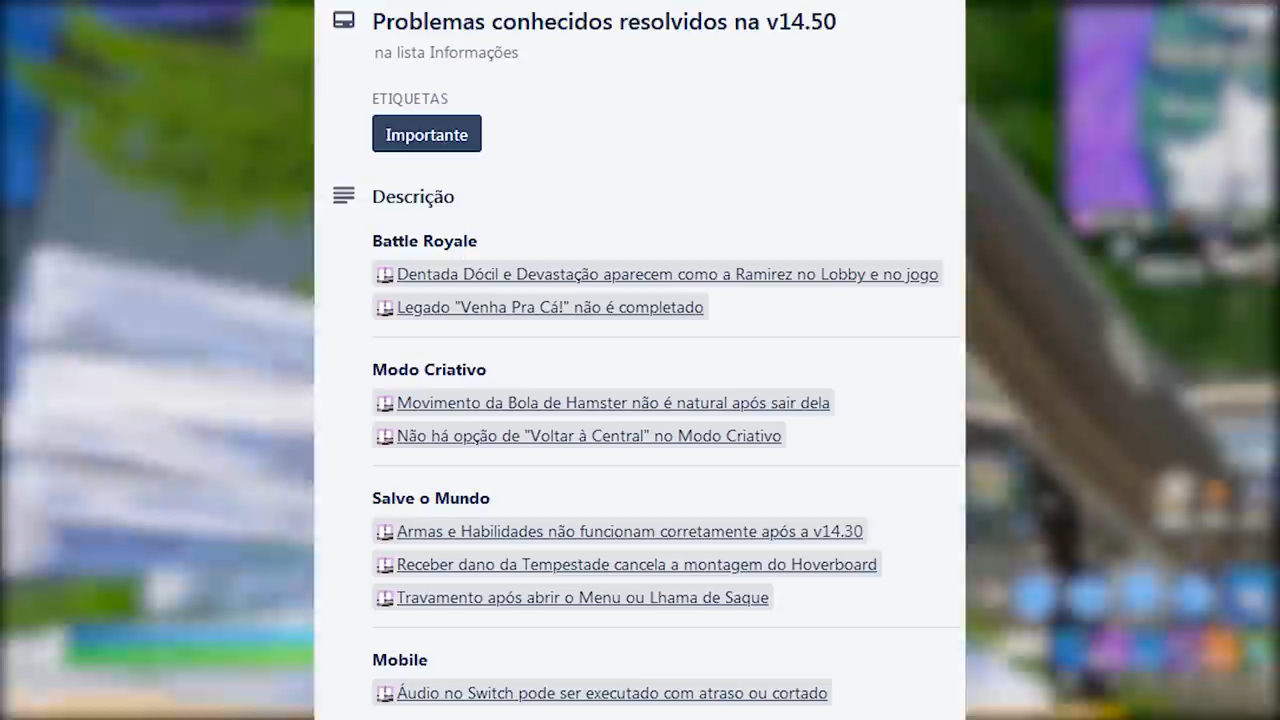 Problemas conhecidos resolvidos na v14.50
na lista Informações
ETIQUETAS
Importante
Descrição
Battle Royale
Dentada Dócil e Devastação aparecem como a Ramirez no Lobby e no jogo
Legado "Venha Pra Cá!" não é completado
Modo Criativo
Movimento da Bola de Hamster não é natural após sair dela
Não há opção de "Voltar à Central" no Modo Criativo
Salve o Mundo
Armas e Habilidades não funcionam corretamente após a v14.30
Receber dano da Tempestade cancela a montagem do Hoverboard
Travamento após abrir o Menu ou Lhama de Saque
Mobile
Áudio no Switch pode ser executado com atraso ou cortado